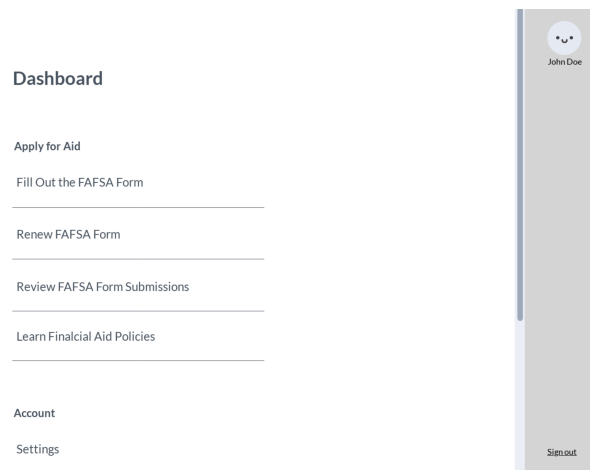 John Doe
Dashboard
Apply for Aid
Fill Out the FAFSA Form
Renew FAFSA Form
Review FAFSA Form Submissions
Learn Finalcial Aid Policies
Account
Settings
Sign out